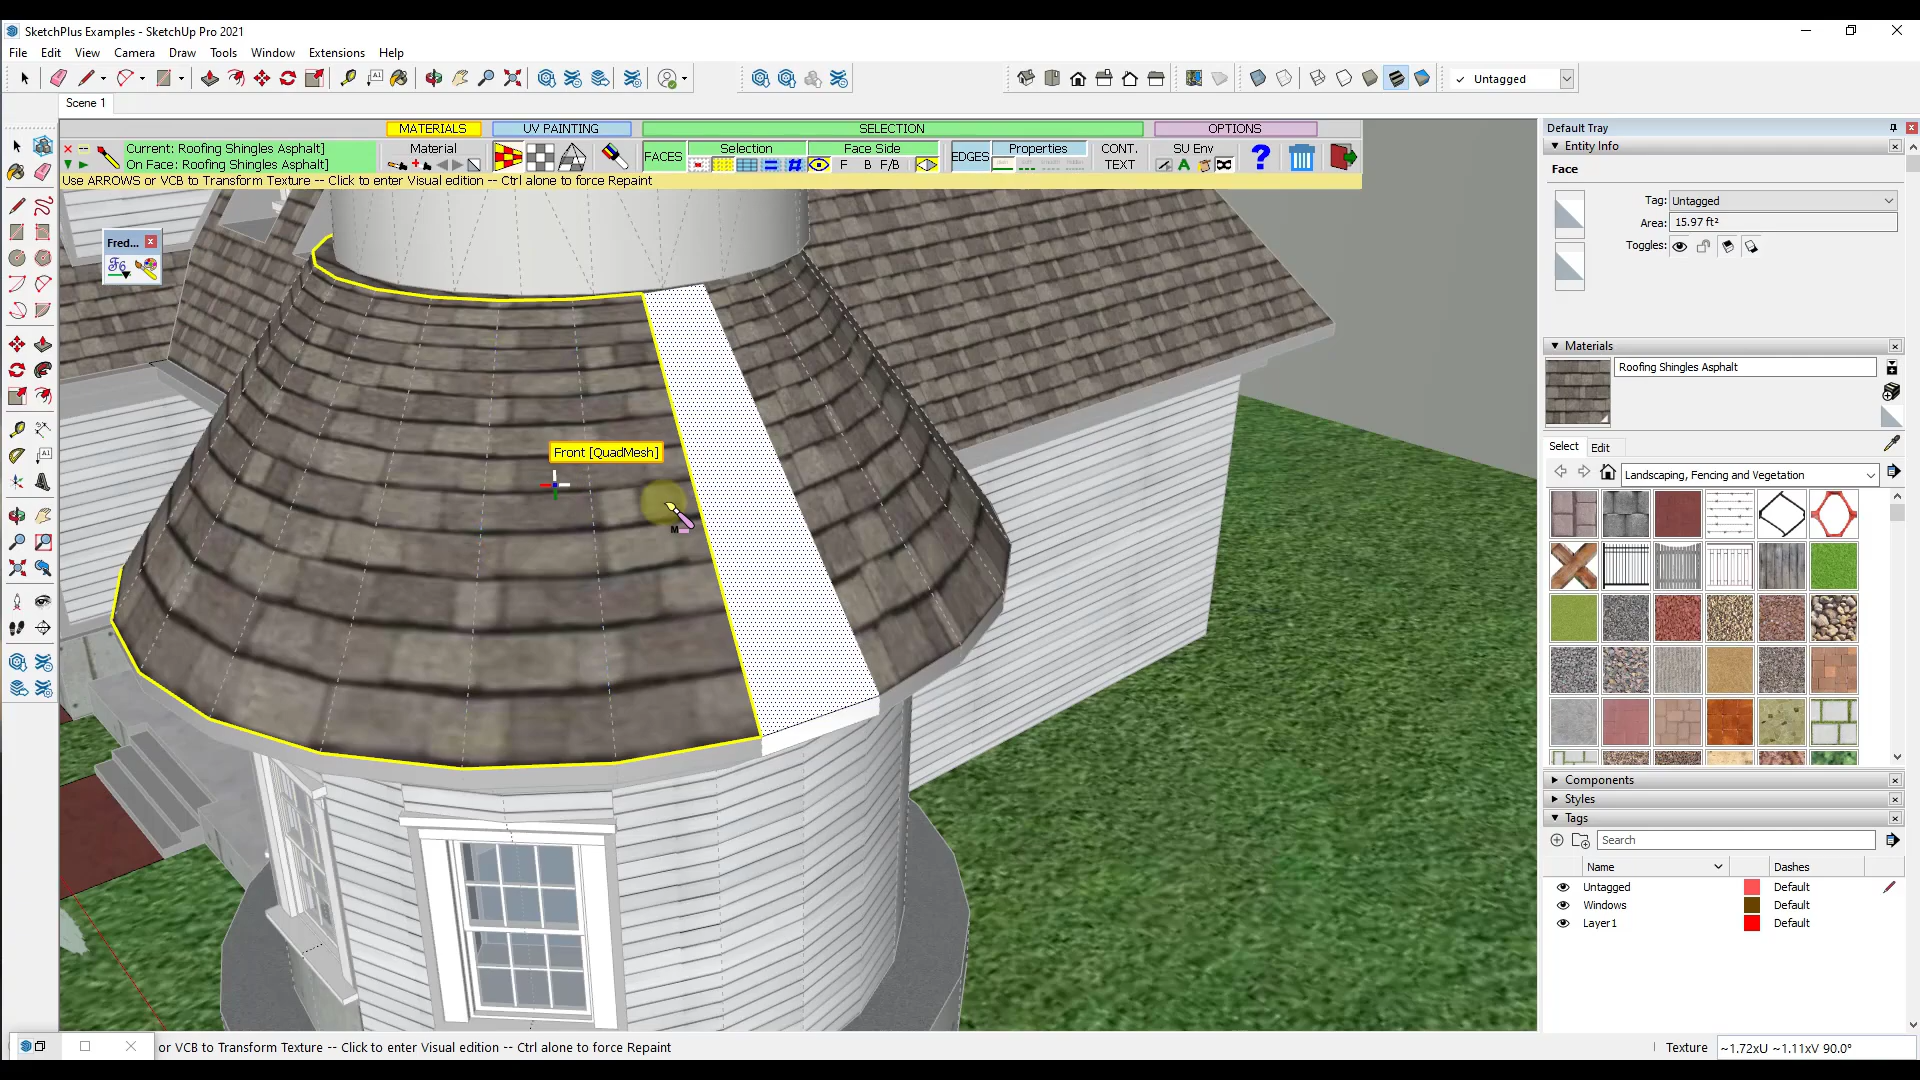 SketchPlus Examples - SketchUp Pro 2021
File Edit View Camera Draw Tools Window Extensions Help
Untagged
Scene 1
MATERIALS UV PAINTING SELECTION OPTIONS
Current: Roofing Shingles Asphalt]
On Face: Roofing Shingles Asphalt]
Material FACES Selection Face Side F B F/B EDGES Properties CONT. TEXT SU Env
Use ARROWS or VCB to Transform Texture -- Click to enter Visual edition -- Ctrl alone to force Repaint
Fred...
Front [QuadMesh]
Default Tray
Entity Info
Face
Tag: Untagged
Area: 15.97 ft²
Toggles:
Materials
Roofing Shingles Asphalt
Select Edit
Landscaping, Fencing and Vegetation
Components
Styles
Tags
Search
Name Dashes
Untagged Default
Windows Default
Layer1 Default
or VCB to Transform Texture -- Click to enter Visual edition -- Ctrl alone to force Repaint
Texture ~1.72xU ~1.11xV 90.0°